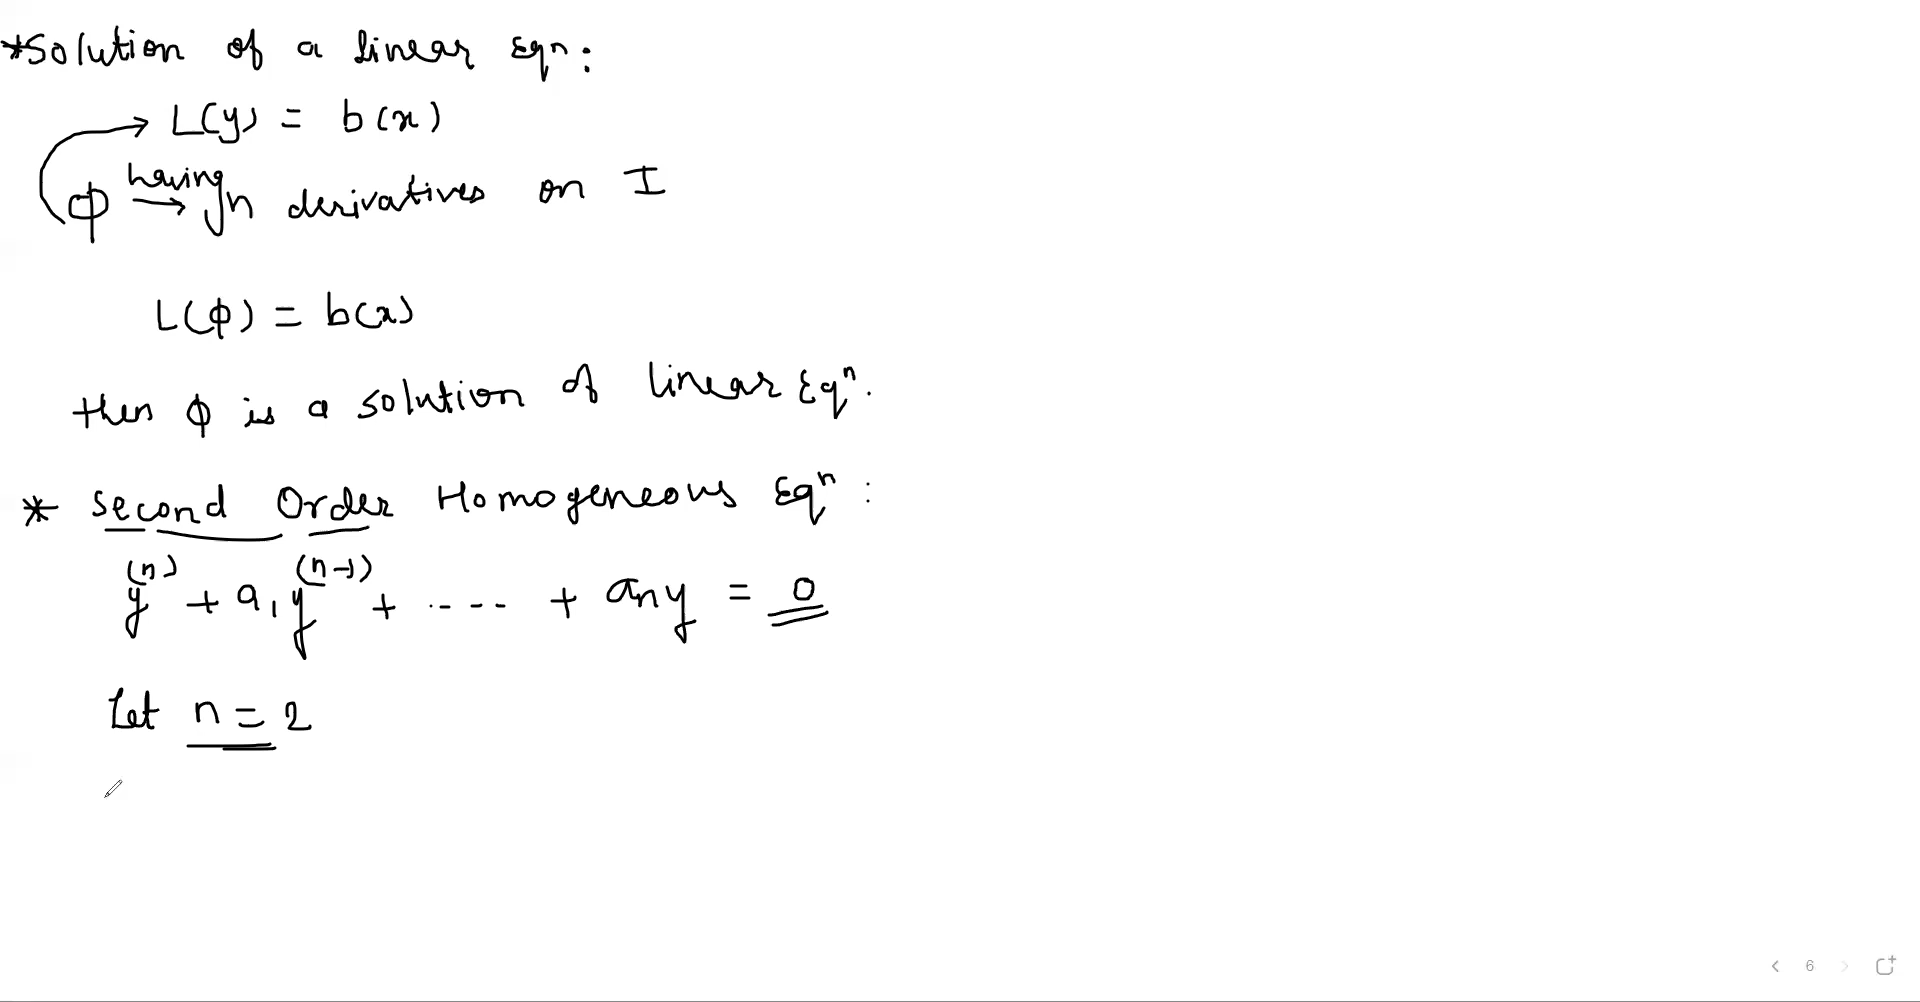 *Solution of a linear Eqn:
L(y) = b(x)
ϕ having → n derivatives on I
L(ϕ) = b(x)
then ϕ is a solution of linear Eqⁿ.
* Second Order Homogeneous Eqⁿ :
y⁽ⁿ⁾ + a₁y⁽ⁿ⁻¹⁾ + ----- + aₙy = 0
Let n = 2
6